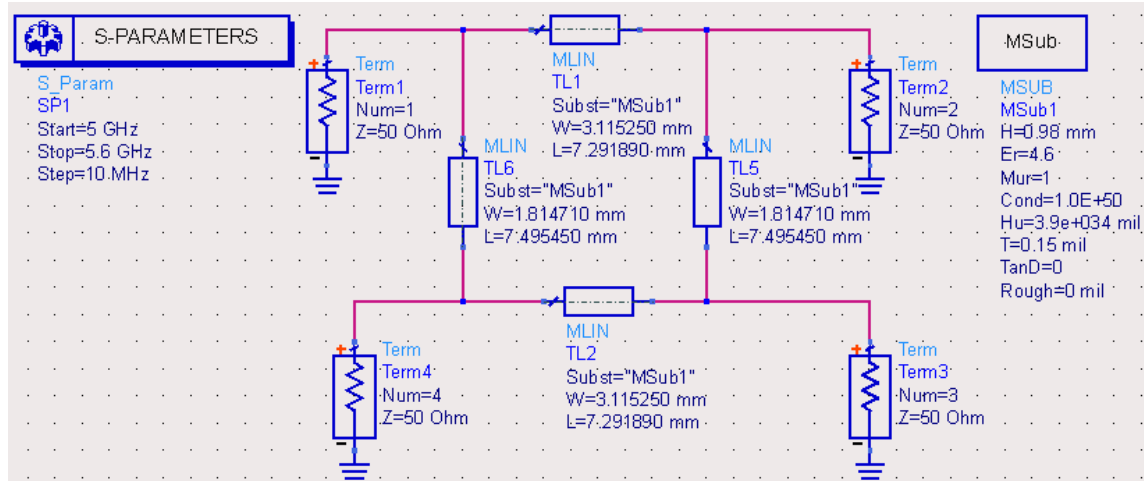 S-PARAMETERS
S_Param
SP1
Start=5 GHz
Stop=5.6 GHz
Step=10 MHz
+
Term
Term1
Num=1
Z=50 Ohm
-
MLIN
TL1
Subst="MSub1"
W=3.115250 mm
L=7.291890 mm
+
Term
Term2
Num=2
Z=50 Ohm
-
MSub
MSUB
MSub1
H=0.98 mm
Er=4.6
Mur=1
Cond=1.0E+50
Hu=3.9e+034 mil
T=0.15 mil
TanD=0
Rough=0 mil
MLIN
TL6
Subst="MSub1"
W=1.814710 mm
L=7.495450 mm
MLIN
TL5
Subst="MSub1"
W=1.814710 mm
L=7.495450 mm
+
Term
Term4
Num=4
Z=50 Ohm
-
MLIN
TL2
Subst="MSub1"
W=3.115250 mm
L=7.291890 mm
+
Term
Term3
Num=3
Z=50 Ohm
-